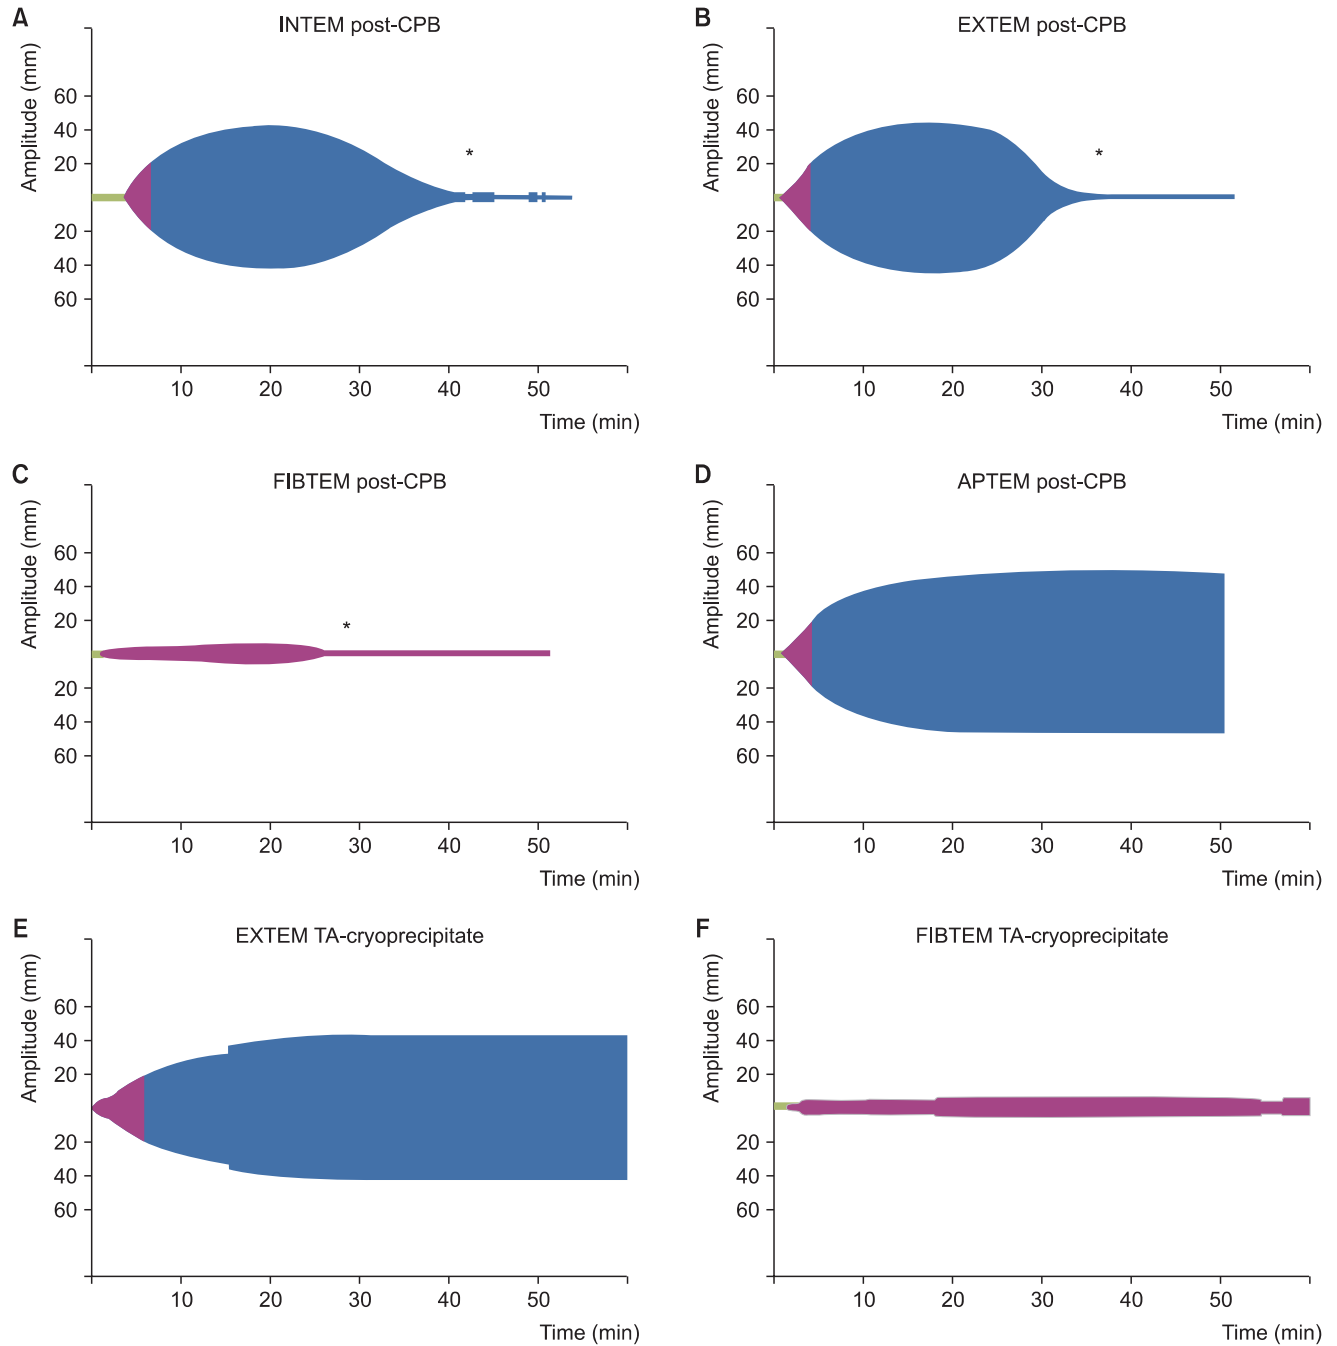 A
INTEM post-CPB
Amplitude (mm)
60
40
20
20
40
60
*
10 20 30 40 50
Time (min)
B
EXTEM post-CPB
Amplitude (mm)
60
40
20
20
40
60
*
10 20 30 40 50
Time (min)
C
FIBTEM post-CPB
Amplitude (mm)
60
40
20
20
40
60
*
10 20 30 40 50
Time (min)
D
APTEM post-CPB
Amplitude (mm)
60
40
20
20
40
60
10 20 30 40 50
Time (min)
E
EXTEM TA-cryoprecipitate
Amplitude (mm)
60
40
20
20
40
60
10 20 30 40 50
Time (min)
F
FIBTEM TA-cryoprecipitate
Amplitude (mm)
60
40
20
20
40
60
10 20 30 40 50
Time (min)